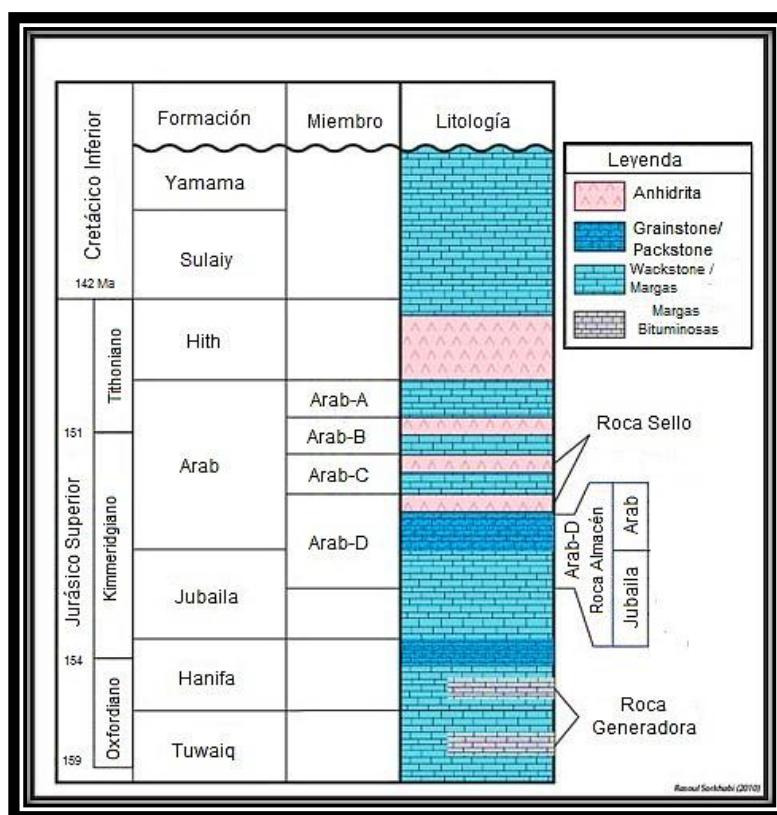 Formación
Miembro
Litología
Cretácico Inferior
142 Ma
Jurásico Superior
Tithoniano
151
Kimmeridgiano
154
Oxfordiano
159
Yamama
Sulaiy
Hith
Arab
Jubaila
Hanifa
Tuwaiq
Arab-A
Arab-B
Arab-C
Arab-D
Leyenda
Anhidrita
Grainstone/
Packstone
Wackstone /
Margas
Margas
Bituminosas
Roca Sello
Arab-D
Roca Almacén
Arab
Jubaila
Roca
Generadora
Rasoul Sorkhabi (2010)